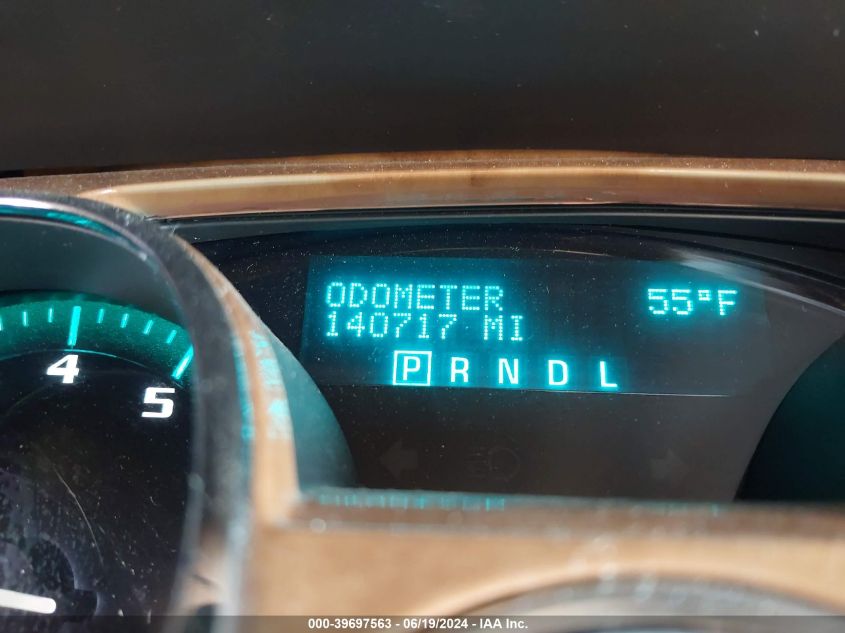 ODOMETER 55°F
140717 MI
P R N D L
4
5
000-39697563 - 06/19/2024 - IAA Inc.